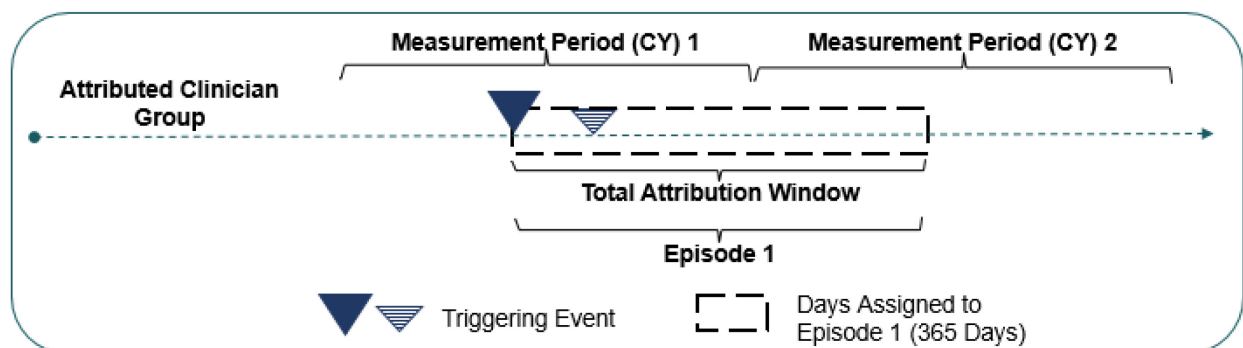 Measurement Period (CY) 1
Measurement Period (CY) 2
Attributed Clinician
Group
Total Attribution Window
Episode 1
Triggering Event
Days Assigned to
Episode 1 (365 Days)